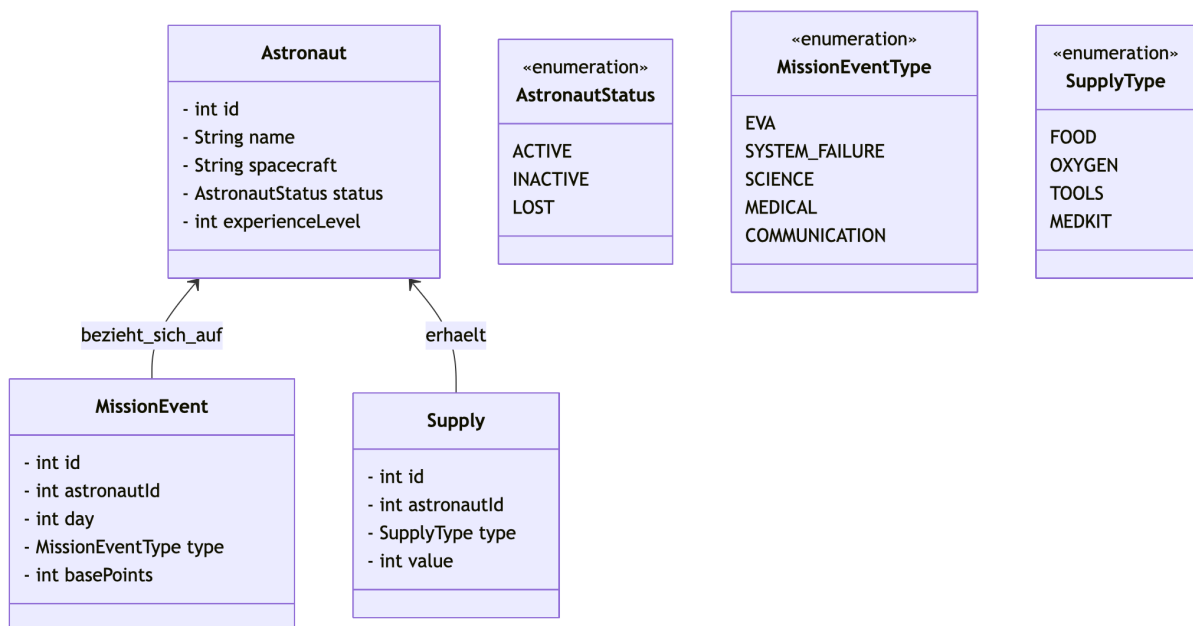 Astronaut
- int id
- String name
- String spacecraft
- AstronautStatus status
- int experienceLevel
«enumeration»
AstronautStatus
ACTIVE
INACTIVE
LOST
«enumeration»
MissionEventType
EVA
SYSTEM_FAILURE
SCIENCE
MEDICAL
COMMUNICATION
«enumeration»
SupplyType
FOOD
OXYGEN
TOOLS
MEDKIT
bezieht_sich_auf
erhaelt
MissionEvent
- int id
- int astronautId
- int day
- MissionEventType type
- int basePoints
Supply
- int id
- int astronautId
- SupplyType type
- int value